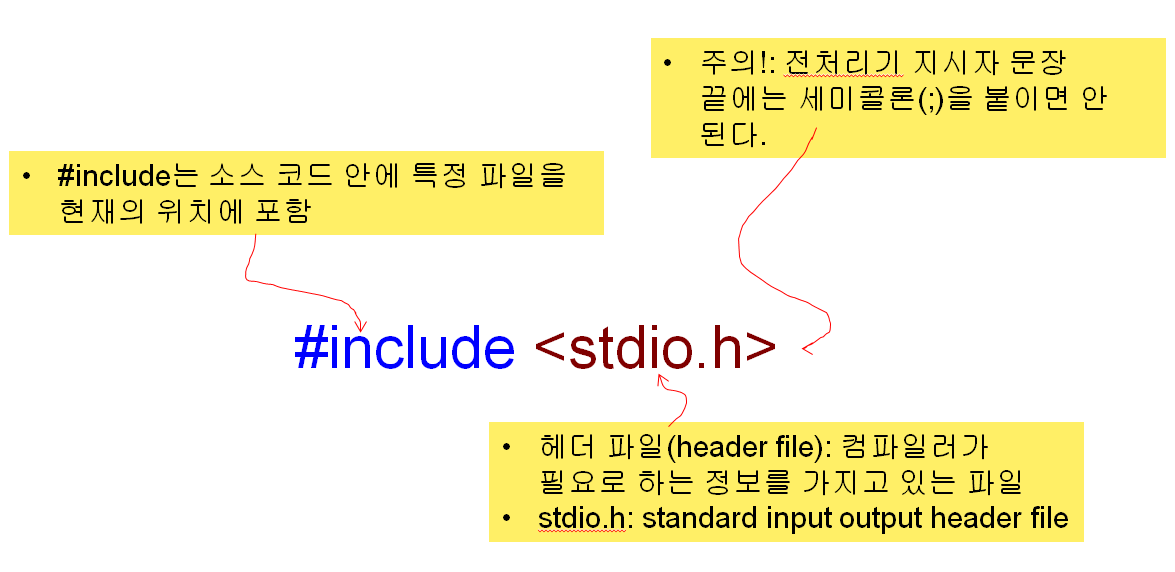 • 주의!: 전처리기 지시자 문장
끝에는 세미콜론(;)을 붙이면 안
된다.
• #include는 소스 코드 안에 특정 파일을
현재의 위치에 포함
#include <stdio.h>
• 헤더 파일(header file): 컴파일러가
필요로 하는 정보를 가지고 있는 파일
• stdio.h: standard input output header file